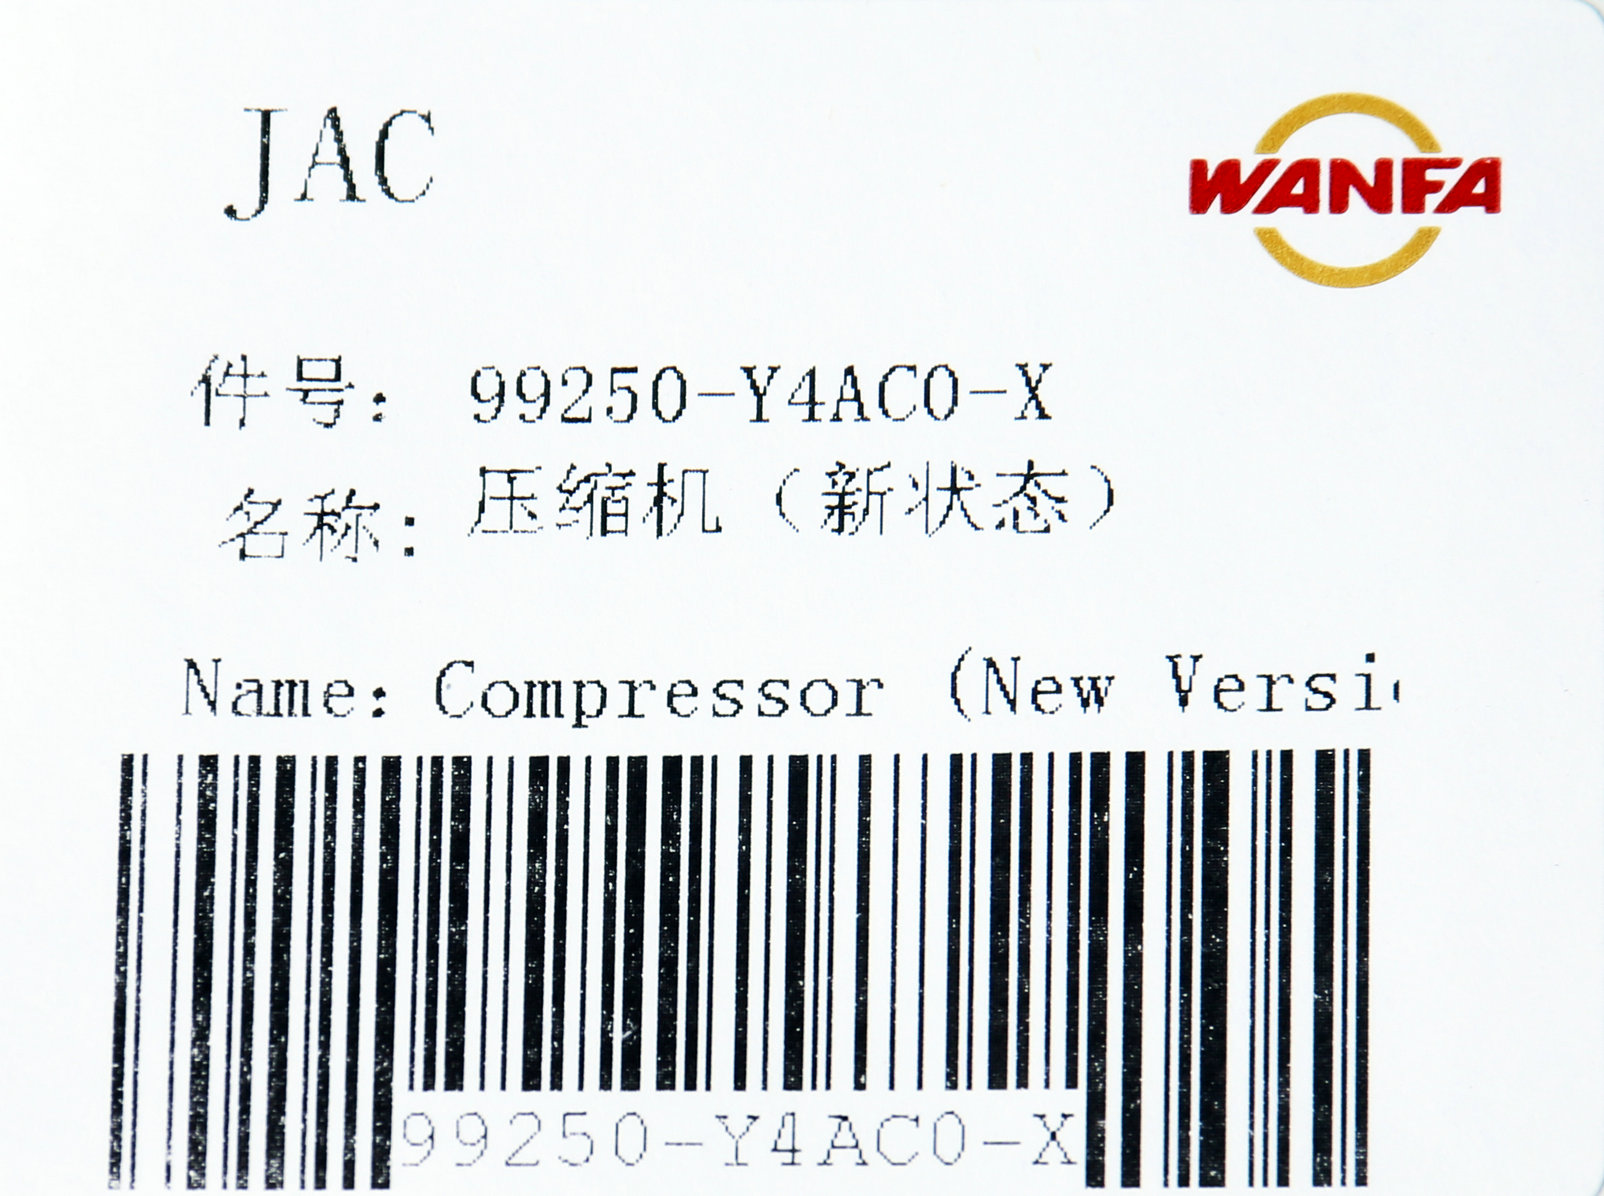 JAC
WANFA
件号： 99250-Y4AC0-X
名称： 压缩机（新状态）
Name: Compressor (New Versi
99250-Y4AC0-X